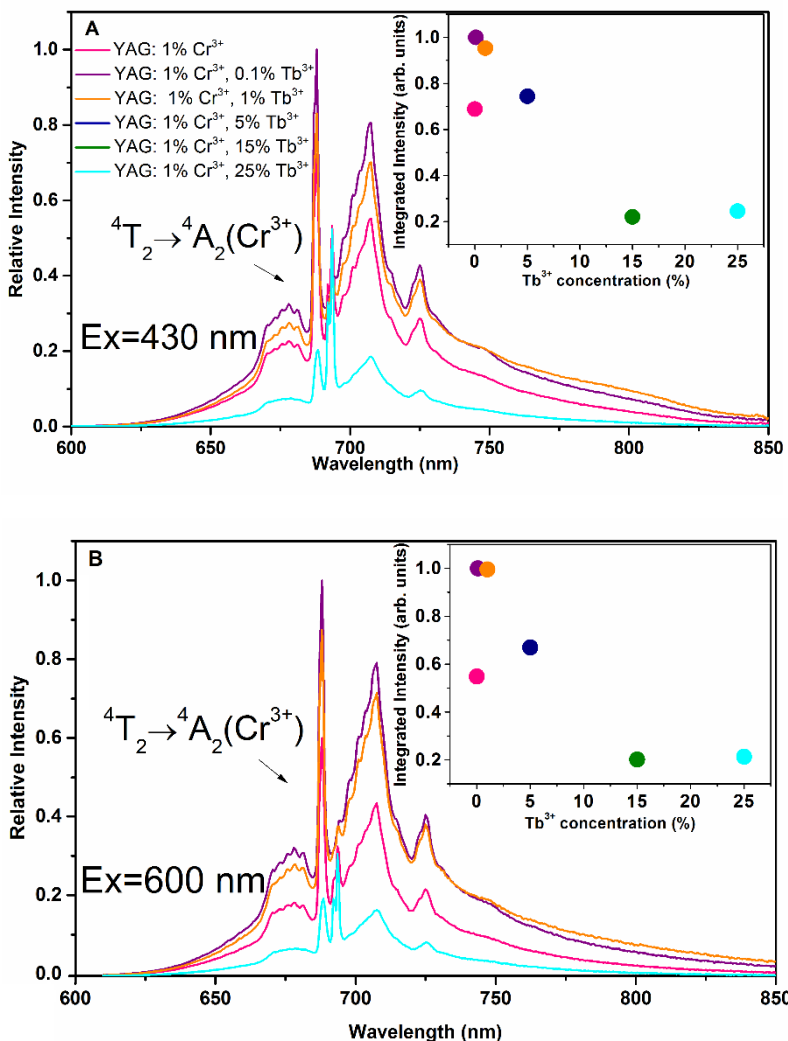 A
YAG: 1% Cr³⁺
YAG: 1% Cr³⁺, 0.1% Tb³⁺
YAG: 1% Cr³⁺, 1% Tb³⁺
YAG: 1% Cr³⁺, 5% Tb³⁺
YAG: 1% Cr³⁺, 15% Tb³⁺
YAG: 1% Cr³⁺, 25% Tb³⁺
⁴T₂→⁴A₂(Cr³⁺)
Ex=430 nm
Relative Intensity
1.0
0.8
0.6
0.4
0.2
0.0
600 650 700 750 800 850
Wavelength (nm)
Integrated Intensity (arb. units)
1.0
0.8
0.6
0.4
0.2
0 5 10 15 20 25
Tb³⁺ concentration (%)
B
⁴T₂→⁴A₂(Cr³⁺)
Ex=600 nm
Relative Intensity
1.0
0.8
0.6
0.4
0.2
0.0
600 650 700 750 800 850
Wavelength (nm)
Integrated Intensity (arb. units)
1.0
0.8
0.6
0.4
0.2
0 5 10 15 20 25
Tb³⁺ concentration (%)